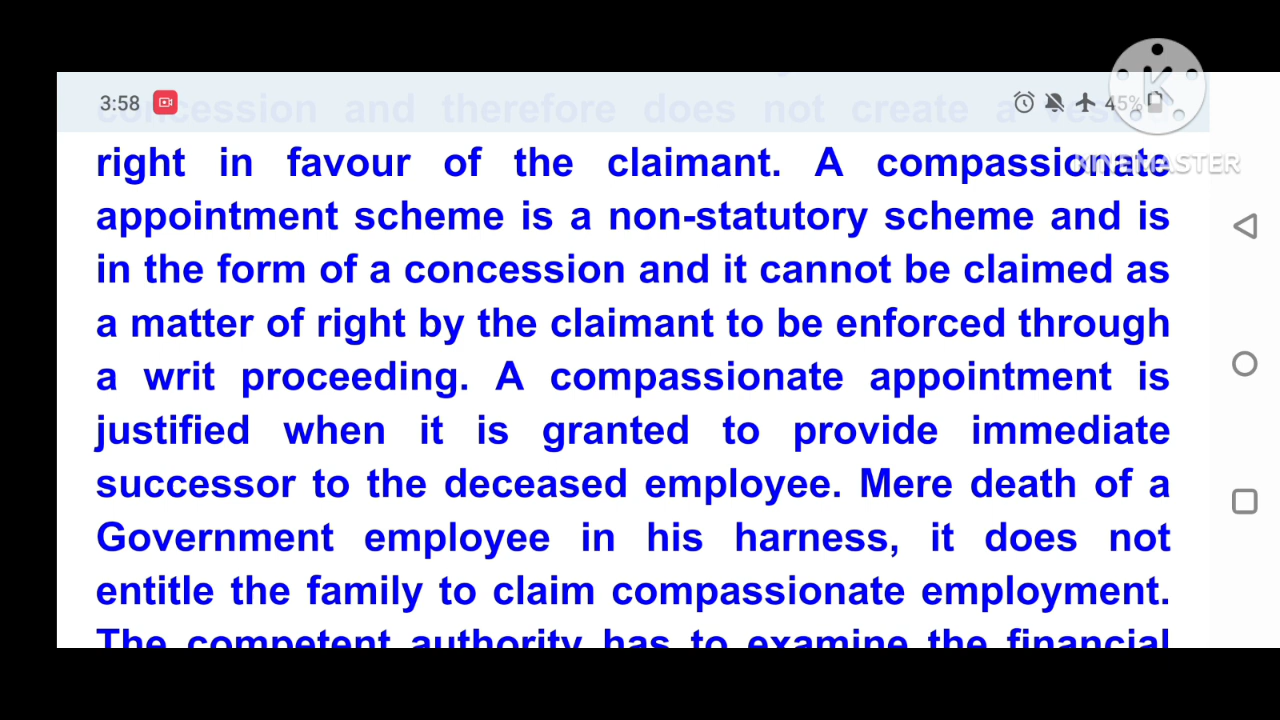 3:58
45%
concession and therefore does not create a vested
KINEMASTER
right in favour of the claimant. A compassionate
appointment scheme is a non-statutory scheme and is
in the form of a concession and it cannot be claimed as
a matter of right by the claimant to be enforced through
a writ proceeding. A compassionate appointment is
justified when it is granted to provide immediate
successor to the deceased employee. Mere death of a
Government employee in his harness, it does not
entitle the family to claim compassionate employment.
The competent authority has to examine the financial